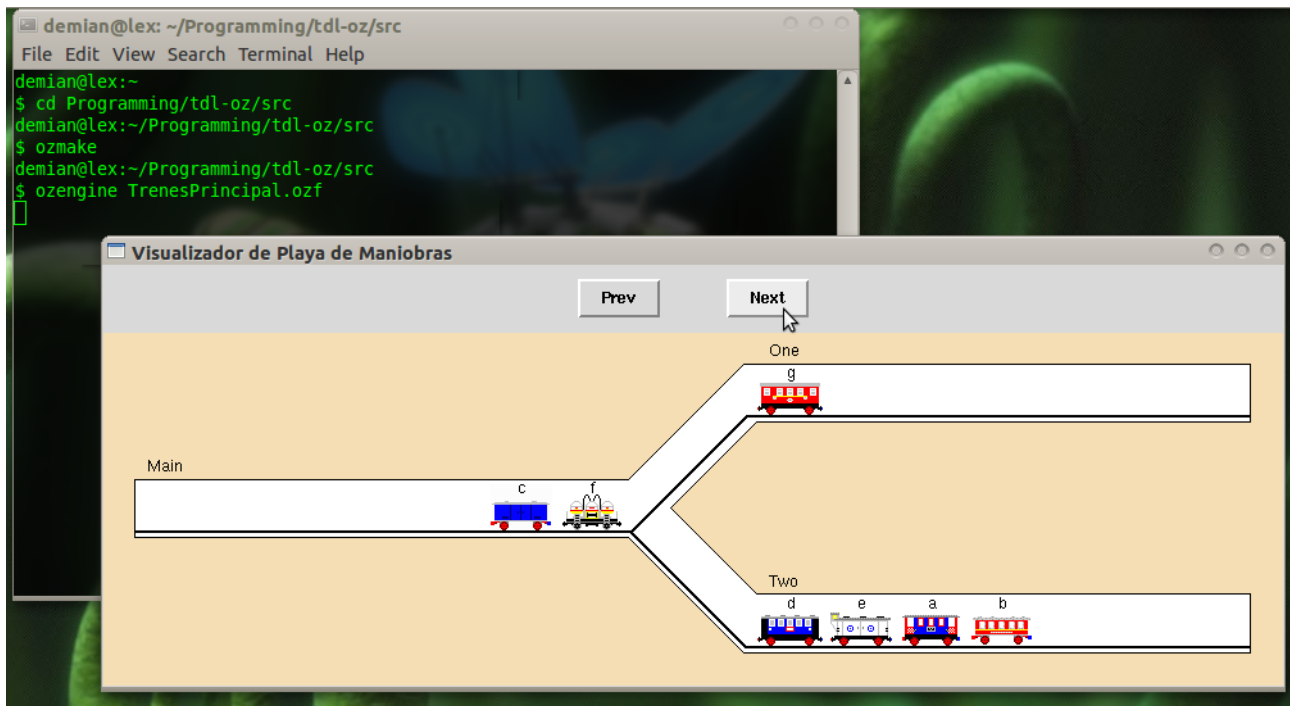 demian@lex: ~/Programming/tdl-oz/src
File Edit View Search Terminal Help
demian@lex:~
$ cd Programming/tdl-oz/src
demian@lex:~/Programming/tdl-oz/src
$ ozmake
demian@lex:~/Programming/tdl-oz/src
$ ozengine TrenesPrincipal.ozf
Visualizador de Playa de Maniobras
Prev Next
One
g
Main
c f
Two
d e a b